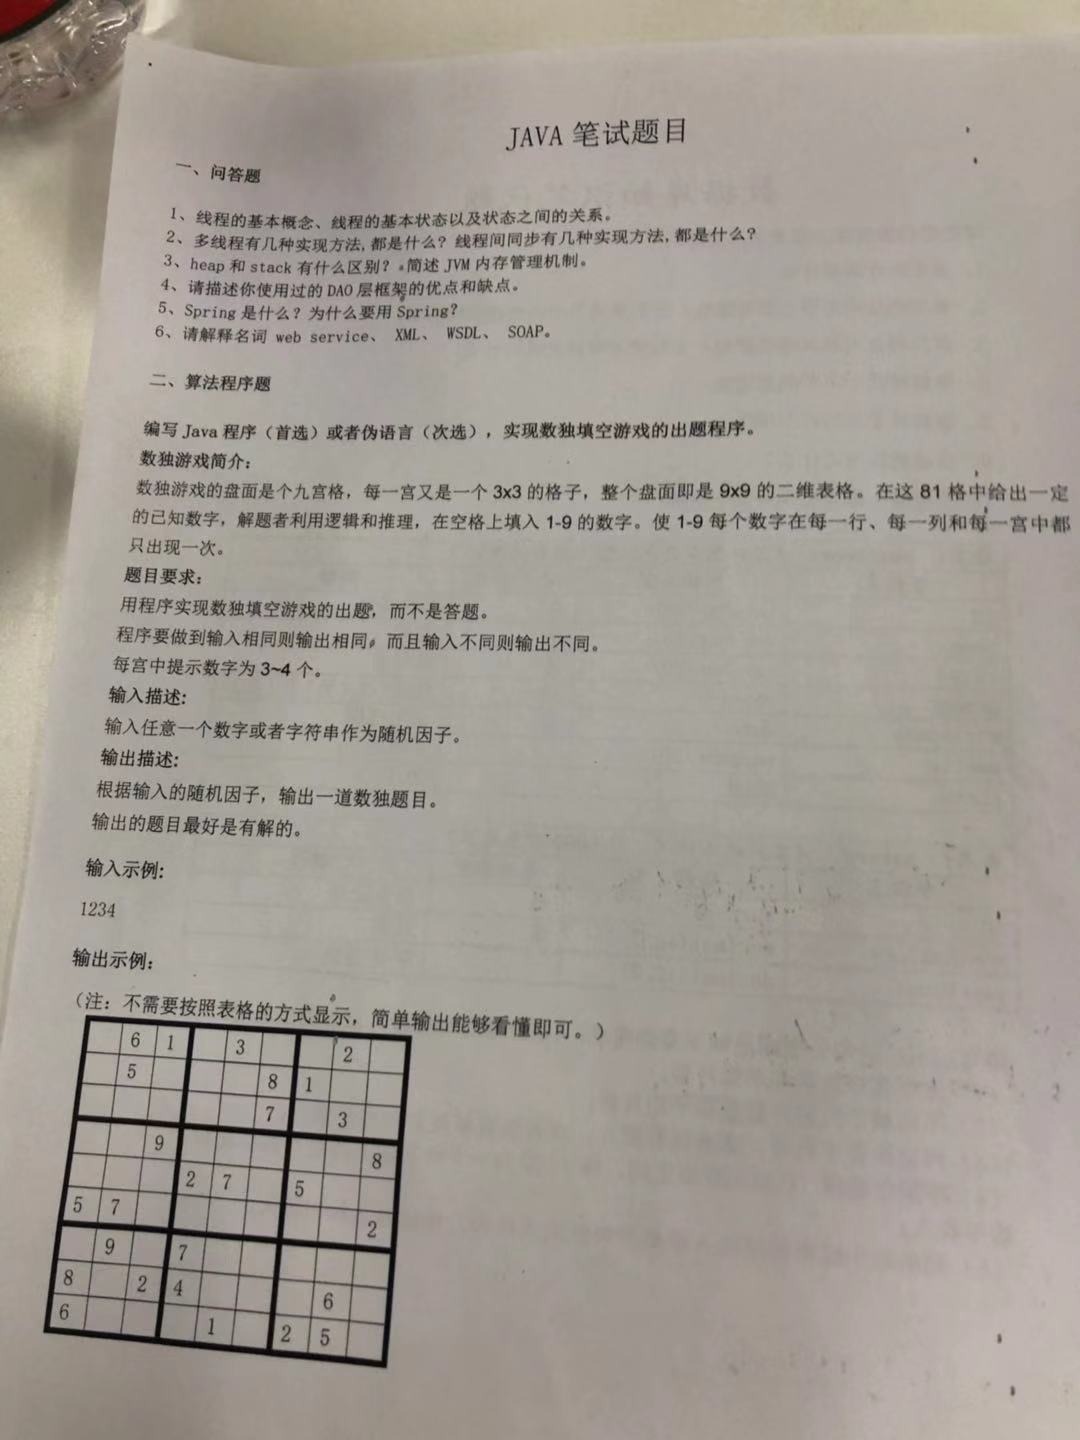 JAVA 笔试题目
一、问答题
1、线程的基本概念、线程的基本状态以及状态之间的关系。
2、多线程有几种实现方法,都是什么? 线程间同步有几种实现方法,都是什么?
3、heap 和 stack 有什么区别? 简述 JVM 内存管理机制。
4、请描述你使用过的 DAO 层框架的优点和缺点。
5、Spring 是什么? 为什么要用 Spring?
6、请解释名词 web service、 XML、 WSDL、 SOAP。
二、算法程序题
编写 Java 程序（首选）或者伪语言（次选）, 实现数独填空游戏的出题程序。
数独游戏简介:
数独游戏的盘面是个九宫格，每一宫又是一个 3x3 的格子，整个盘面即是 9x9 的二维表格。在这 81 格中给出一定
的已知数字，解题者利用逻辑和推理，在空格上填入 1-9 的数字。使 1-9 每个数字在每一行、每一列和每一宫中都
只出现一次。
题目要求:
用程序实现数独填空游戏的出题，而不是答题。
程序要做到输入相同则输出相同。而且输入不同则输出不同。
每宫中提示数字为 3~4 个。
输入描述:
输入任意一个数字或者字符串作为随机因子。
输出描述:
根据输入的随机因子，输出一道数独题目。
输出的题目最好是有解的。
输入示例:
1234
输出示例:
（注: 不需要按照表格的方式显示，简单输出能够看懂即可。）
6 1 3 2
5 8 1
7 3
9 8
2 7 5
5 7 2
9 7
8 2 4 6
6 1 2 5